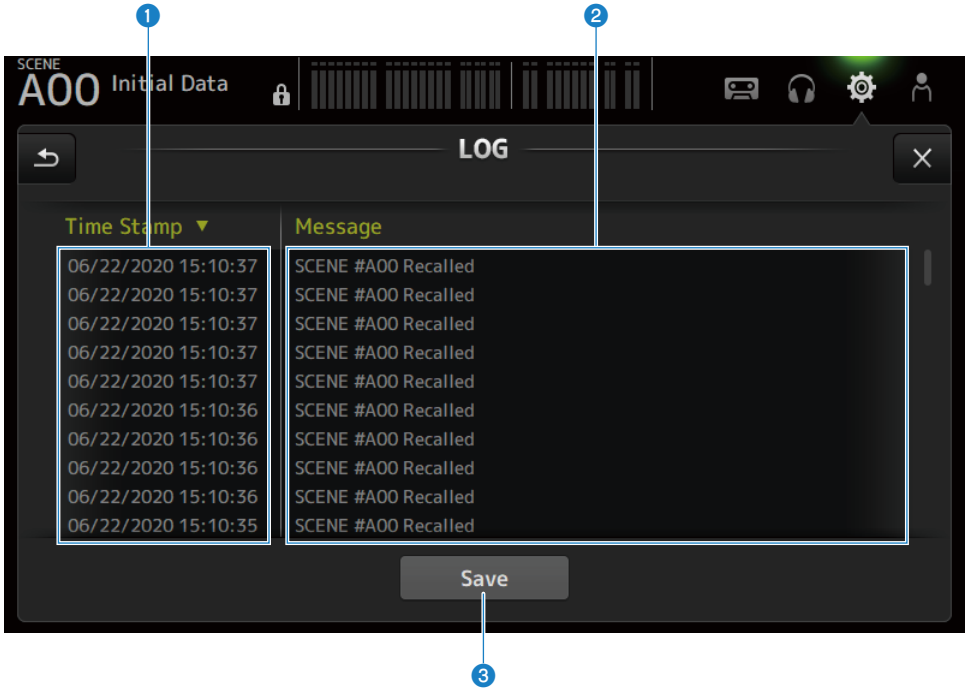 1 2
SCENE
A00 Initial Data
LOG
Time Stamp ▼ Message
06/22/2020 15:10:37 SCENE #A00 Recalled
06/22/2020 15:10:37 SCENE #A00 Recalled
06/22/2020 15:10:37 SCENE #A00 Recalled
06/22/2020 15:10:37 SCENE #A00 Recalled
06/22/2020 15:10:37 SCENE #A00 Recalled
06/22/2020 15:10:36 SCENE #A00 Recalled
06/22/2020 15:10:36 SCENE #A00 Recalled
06/22/2020 15:10:36 SCENE #A00 Recalled
06/22/2020 15:10:36 SCENE #A00 Recalled
06/22/2020 15:10:35 SCENE #A00 Recalled
Save
3